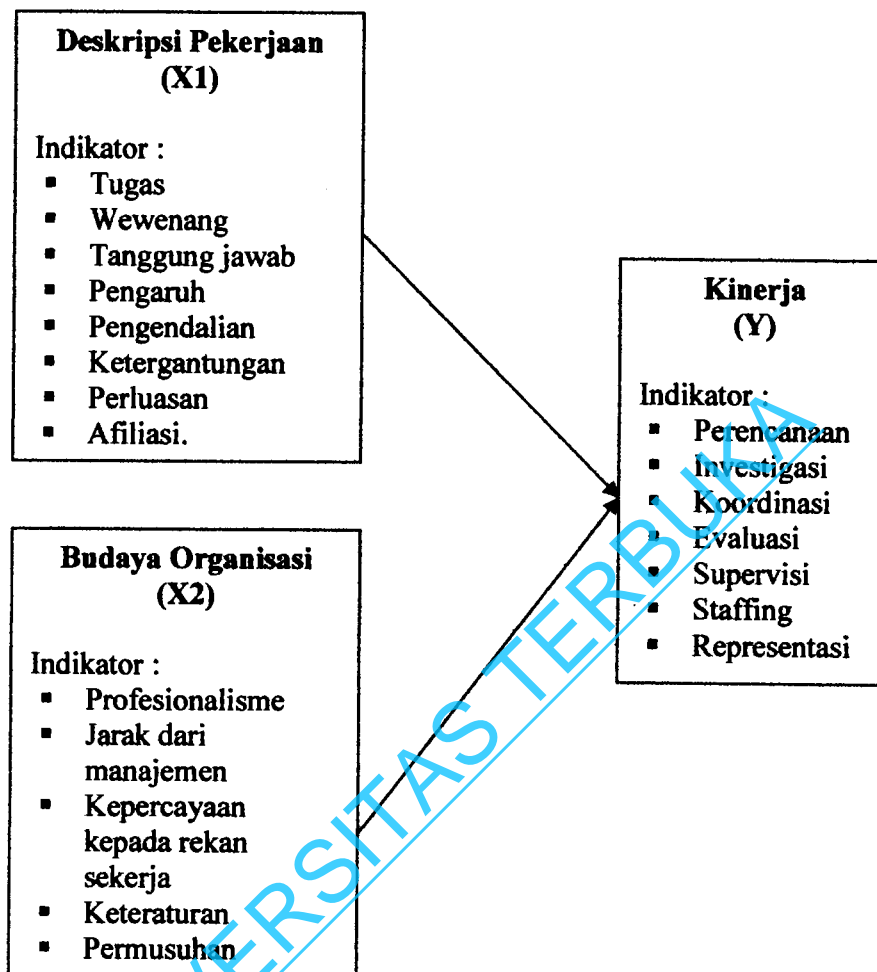 Deskripsi Pekerjaan
(X1)
Indikator :
▪ Tugas
▪ Wewenang
▪ Tanggung jawab
▪ Pengaruh
▪ Pengendalian
▪ Ketergantungan
▪ Perluasan
▪ Afiliasi.
Budaya Organisasi
(X2)
Indikator :
▪ Profesionalisme
▪ Jarak dari
manajemen
▪ Kepercayaan
kepada rekan
sekerja
▪ Keteraturan
▪ Permusuhan
Kinerja
(Y)
Indikator :
▪ Perencanaan
▪ Investigasi
▪ Koordinasi
▪ Evaluasi
▪ Supervisi
▪ Staffing
▪ Representasi
VERSITAS TERBUKA